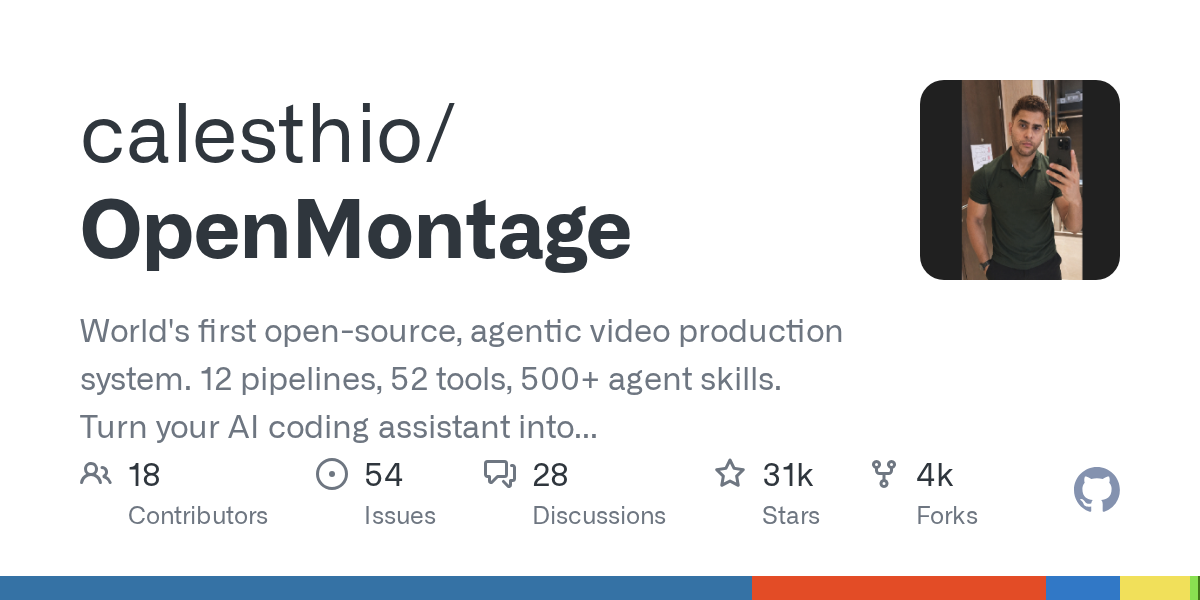 calesthio/
OpenMontage
World's first open-source, agentic video production
system. 12 pipelines, 52 tools, 500+ agent skills.
Turn your AI coding assistant into...
18
Contributors
54
Issues
28
Discussions
31k
Stars
4k
Forks